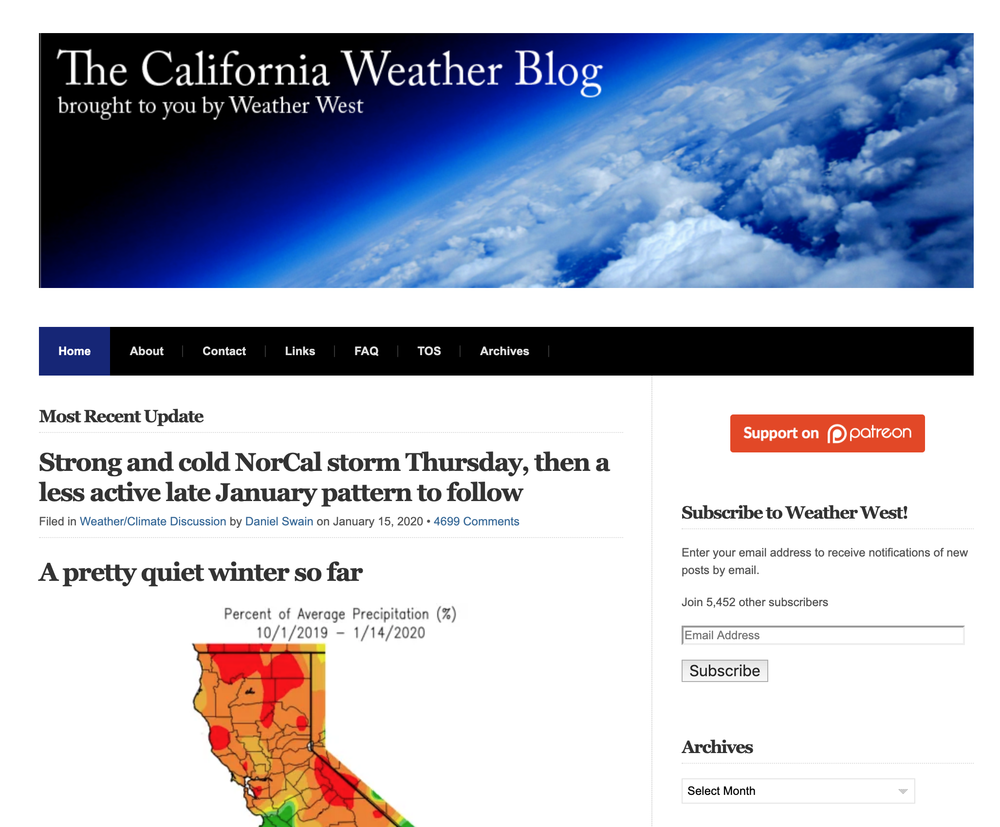 The California Weather Blog
brought to you by Weather West
Home
About
Contact
Links
FAQ
TOS
Archives
Most Recent Update
Strong and cold NorCal storm Thursday, then a
less active late January pattern to follow
Filed in Weather/Climate Discussion by Daniel Swain on January 15, 2020 • 4699 Comments
A pretty quiet winter so far
Percent of Average Precipitation (%)
10/1/2019 – 1/14/2020
Support on patreon
Subscribe to Weather West!
Enter your email address to receive notifications of new
posts by email.
Join 5,452 other subscribers
Email Address
Subscribe
Archives
Select Month